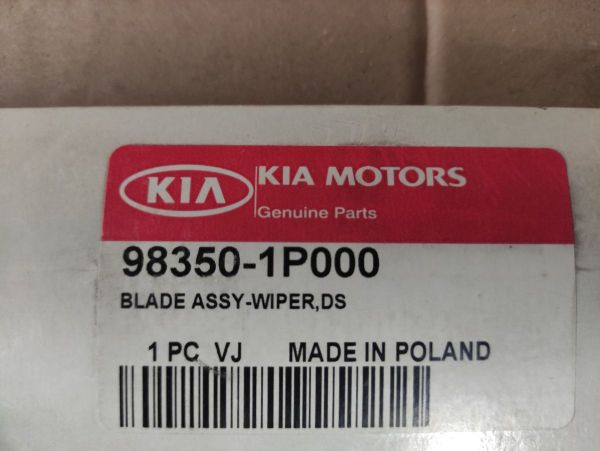 KIA KIA MOTORS
Genuine Parts
98350-1P000
BLADE ASSY-WIPER,DS
1 PC VJ MADE IN POLAND